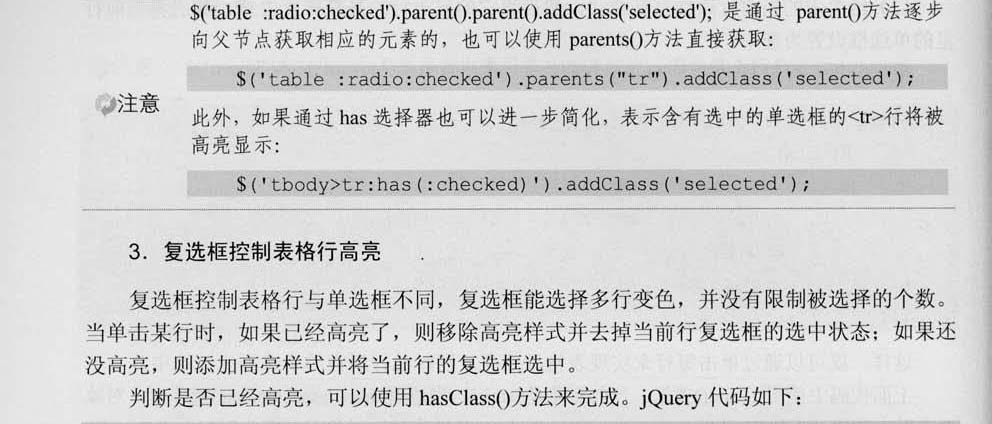 $('table :radio:checked').parent().parent().addClass('selected'); 是通过 parent()方法逐步
向父节点获取相应的元素的，也可以使用 parents()方法直接获取：
$('table :radio:checked').parents("tr").addClass('selected');
注意
此外，如果通过 has 选择器也可以进一步简化，表示含有选中的单选框的<tr>行将被
高亮显示：
$('tbody>tr:has(:checked)').addClass('selected');
3．复选框控制表格行高亮
复选框控制表格行与单选框不同，复选框能选择多行变色，并没有限制被选择的个数。
当单击某行时，如果已经高亮了，则移除高亮样式并去掉当前行复选框的选中状态；如果还
没高亮，则添加高亮样式并将当前行的复选框选中。
判断是否已经高亮，可以使用 hasClass()方法来完成。jQuery 代码如下：